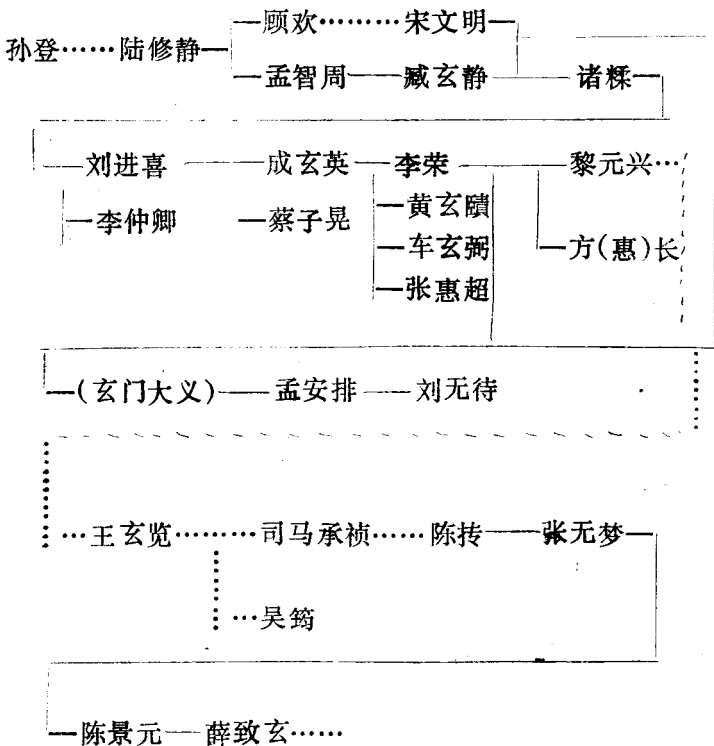 顾欢………宋文明
孙登……陆修静
孟智周 臧玄静 诸糅
刘进喜 成玄英 李荣 黎元兴…
李仲卿 蔡子晃 黄玄赜
车玄弼 方(惠)长
张惠超
(玄门大义) 孟安排 刘无待
…王玄览………司马承祯……陈抟 张无梦
…吴筠
陈景元 薛致玄……